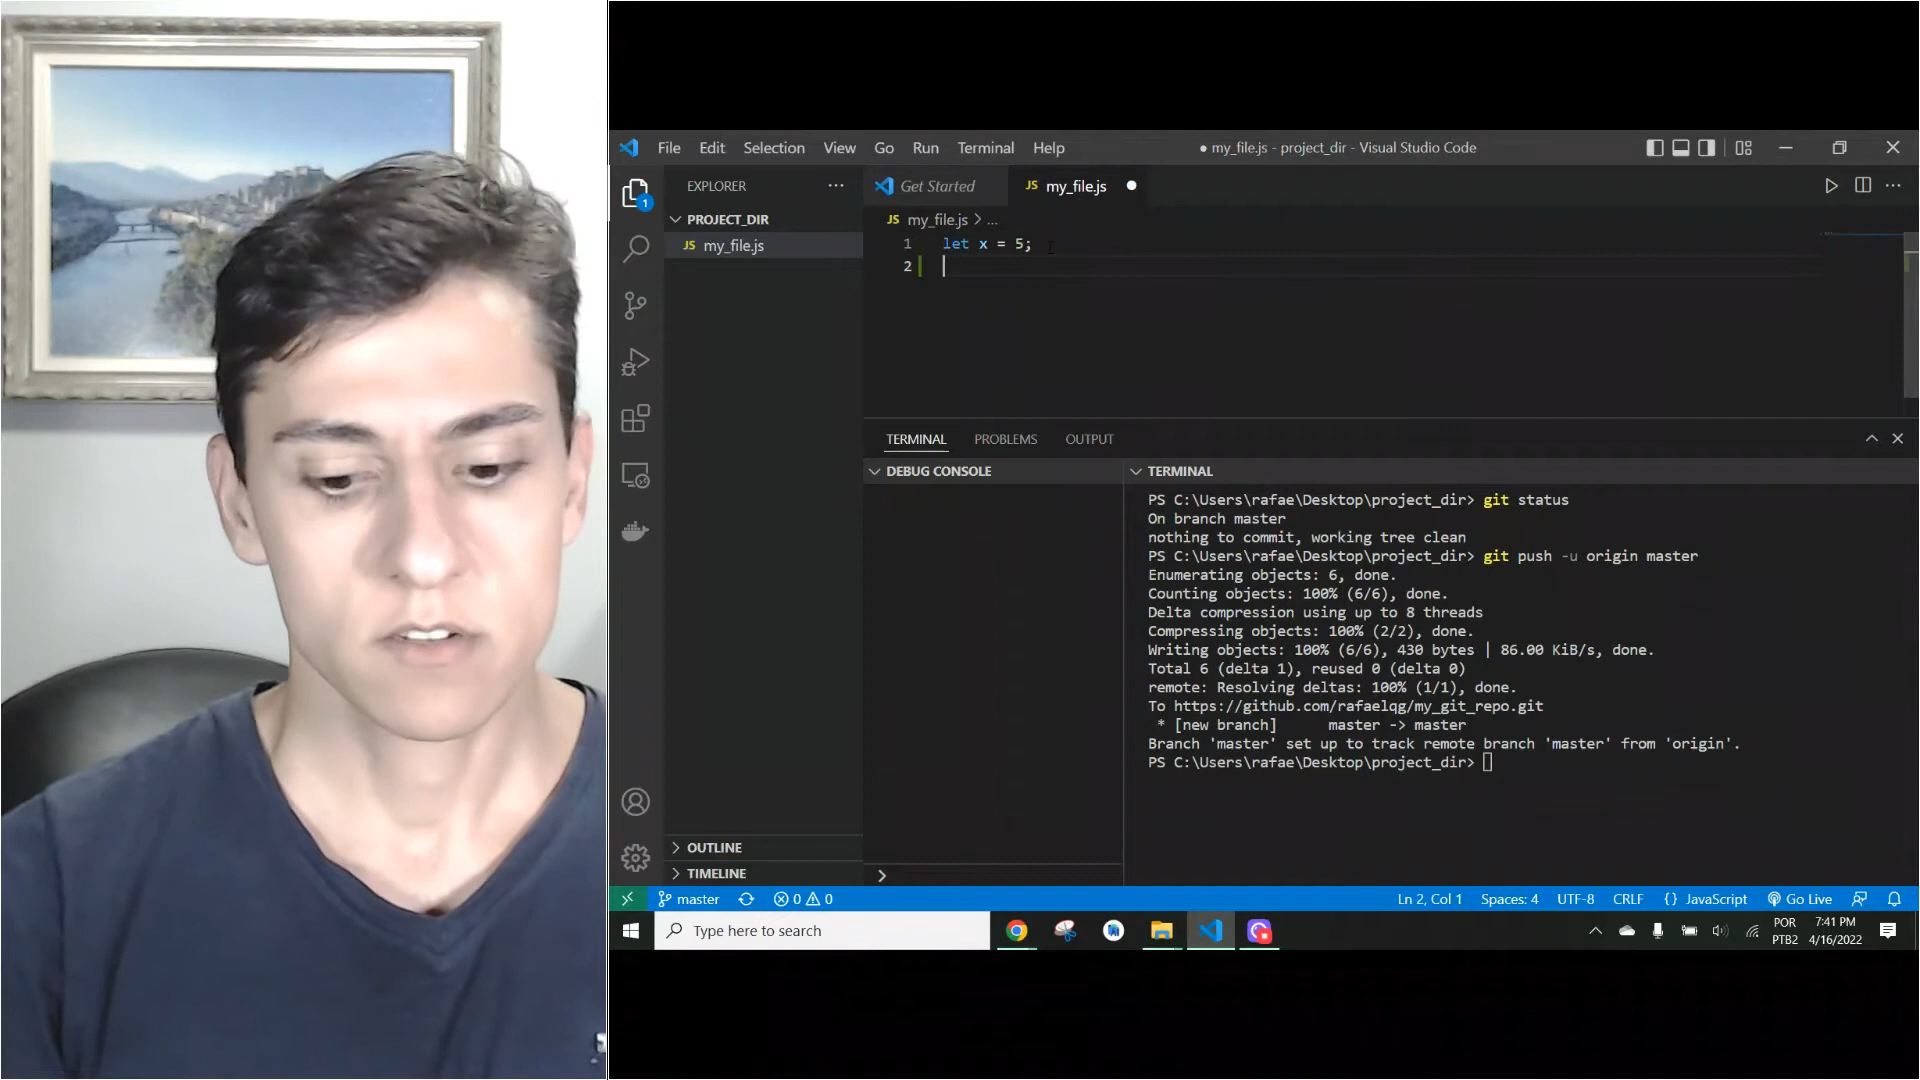 File Edit Selection View Go Run Terminal Help
● my_file.js - project_dir - Visual Studio Code
EXPLORER
1
PROJECT_DIR
JS my_file.js
OUTLINE
TIMELINE
Get Started
JS my_file.js
JS my_file.js > ...
1 let x = 5;
2
TERMINAL PROBLEMS OUTPUT
DEBUG CONSOLE
TERMINAL
PS C:\Users\rafae\Desktop\project_dir> git status
On branch master
nothing to commit, working tree clean
PS C:\Users\rafae\Desktop\project_dir> git push -u origin master
Enumerating objects: 6, done.
Counting objects: 100% (6/6), done.
Delta compression using up to 8 threads
Compressing objects: 100% (2/2), done.
Writing objects: 100% (6/6), 430 bytes | 86.00 KiB/s, done.
Total 6 (delta 1), reused 0 (delta 0)
remote: Resolving deltas: 100% (1/1), done.
To https://github.com/rafaelqg/my_git_repo.git
* [new branch] master -> master
Branch 'master' set up to track remote branch 'master' from 'origin'.
PS C:\Users\rafae\Desktop\project_dir>
master 0 0 Ln 2, Col 1 Spaces: 4 UTF-8 CRLF {} JavaScript Go Live
Type here to search
POR
PTB2
7:41 PM
4/16/2022